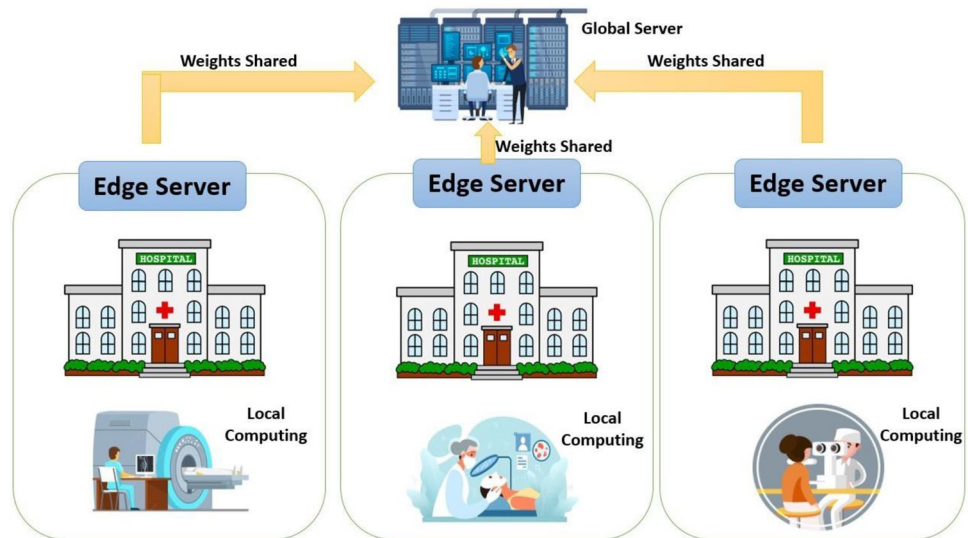 Global Server
Weights Shared
Weights Shared
Weights Shared
Edge Server
Edge Server
Edge Server
HOSPITAL
HOSPITAL
HOSPITAL
Local
Computing
Local
Computing
Local
Computing